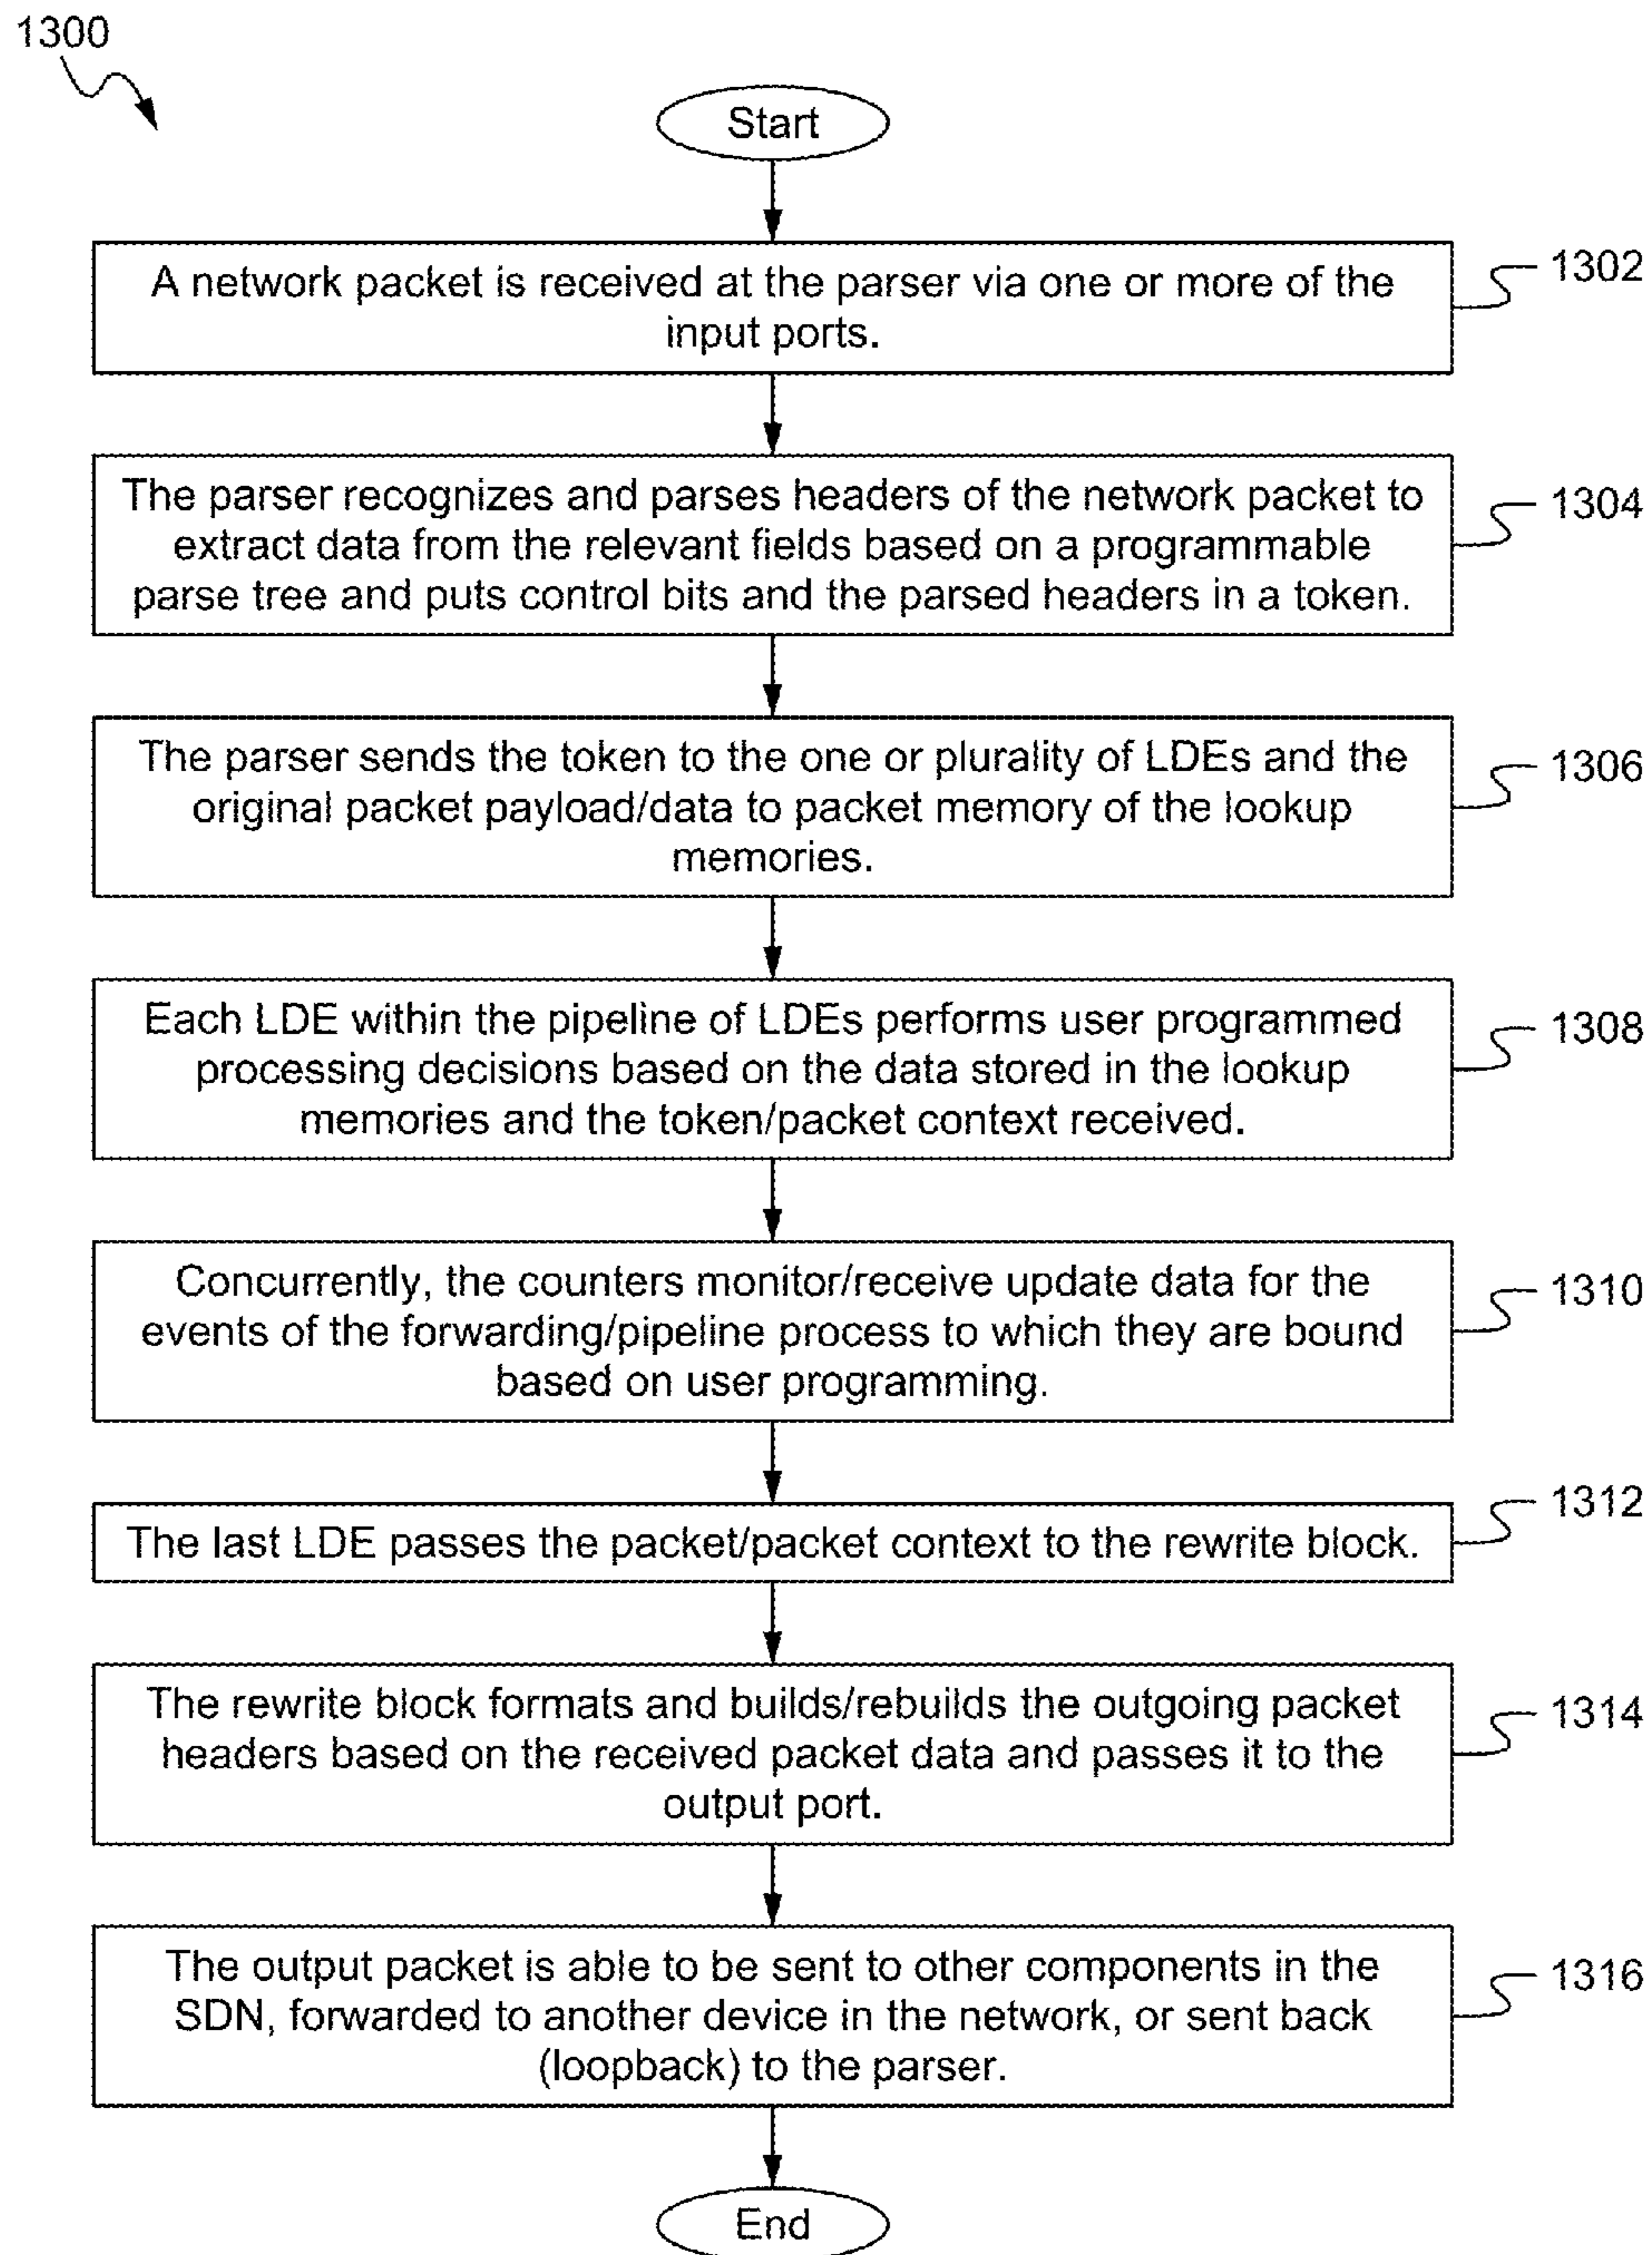 1300
Start
A network packet is received at the parser via one or more of the
input ports.
1302
The parser recognizes and parses headers of the network packet to
extract data from the relevant fields based on a programmable
parse tree and puts control bits and the parsed headers in a token.
1304
The parser sends the token to the one or plurality of LDEs and the
original packet payload/data to packet memory of the lookup
memories.
1306
Each LDE within the pipeline of LDEs performs user programmed
processing decisions based on the data stored in the lookup
memories and the token/packet context received.
1308
Concurrently, the counters monitor/receive update data for the
events of the forwarding/pipeline process to which they are bound
based on user programming.
1310
The last LDE passes the packet/packet context to the rewrite block.
1312
The rewrite block formats and builds/rebuilds the outgoing packet
headers based on the received packet data and passes it to the
output port.
1314
The output packet is able to be sent to other components in the
SDN, forwarded to another device in the network, or sent back
(loopback) to the parser.
1316
End